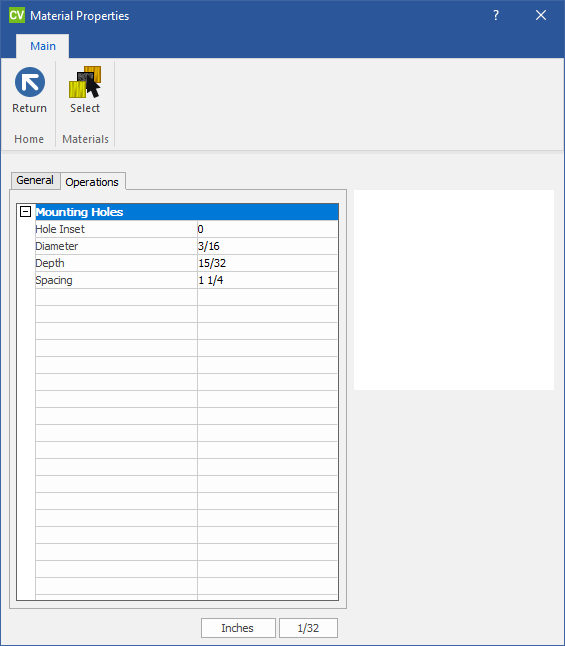 CV Material Properties ?
Main
Return Select
Home Materials
General Operations
Mounting Holes
Hole Inset 0
Diameter 3/16
Depth 15/32
Spacing 1 1/4
Inches 1/32